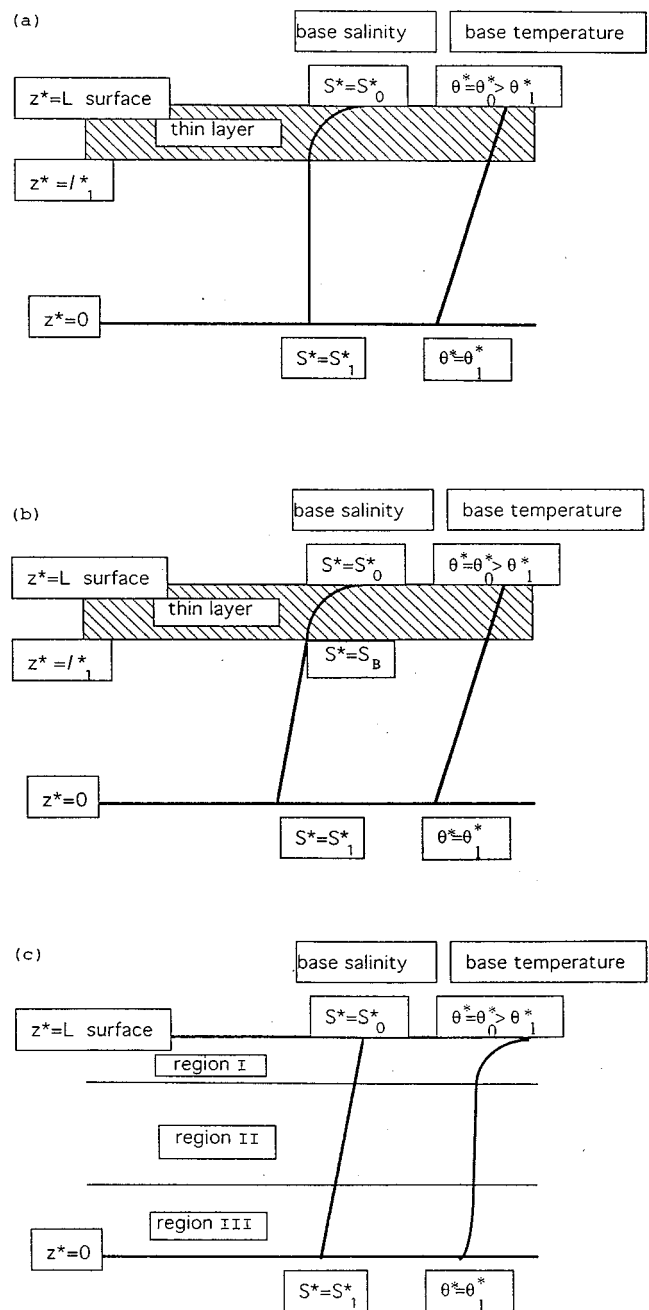 (a)
base salinity
base temperature
S*=S*0
θ*=θ*0>θ*1
z*=L surface
thin layer
z*=l*1
z*=0
S*=S*1
θ*=θ*1
(b)
base salinity
base temperature
S*=S*0
θ*=θ*0>θ*1
z*=L surface
thin layer
z*=l*1
S*=SB
z*=0
S*=S*1
θ*=θ*1
(c)
base salinity
base temperature
S*=S*0
θ*=θ*0>θ*1
z*=L surface
region I
region II
region III
z*=0
S*=S*1
θ*=θ*1